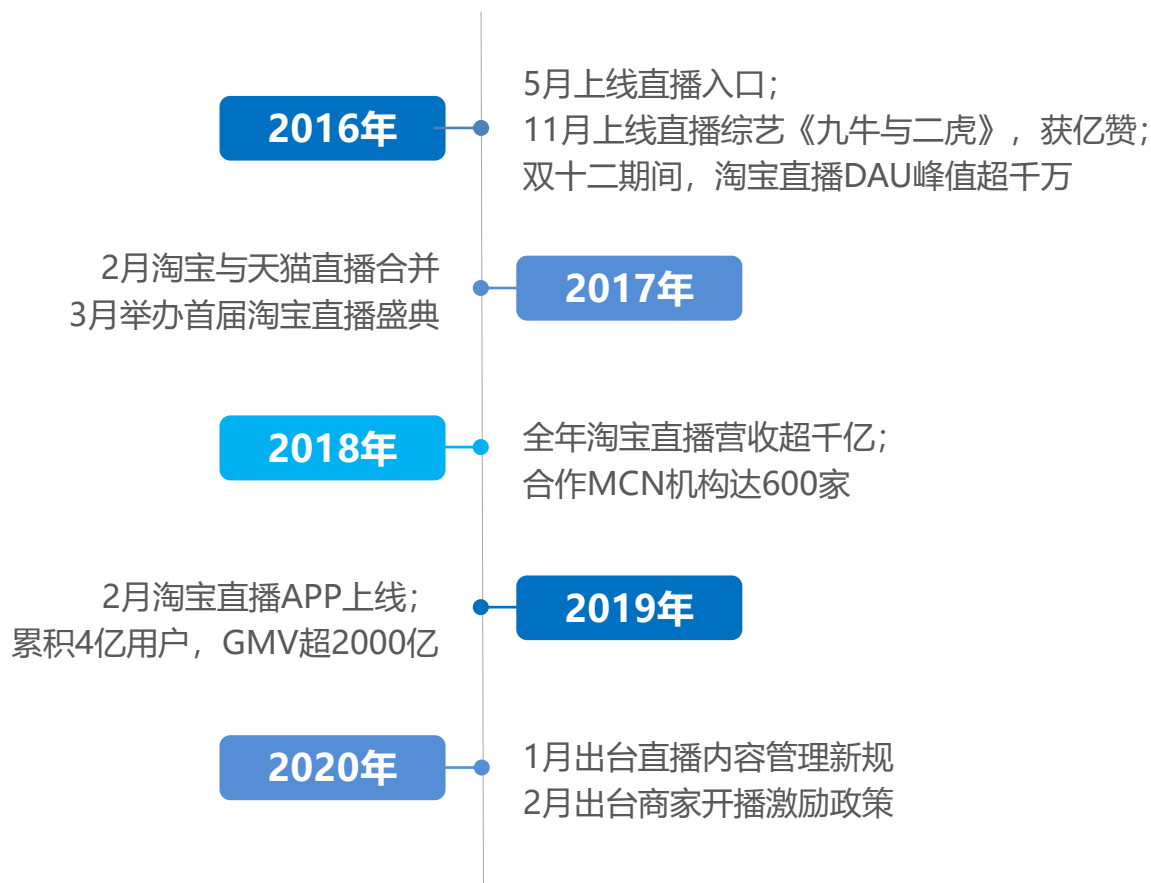 2016年
5月上线直播入口；
11月上线直播综艺《九牛与二虎》，获亿赞；
双十二期间，淘宝直播DAU峰值超千万
2月淘宝与天猫直播合并
3月举办首届淘宝直播盛典
2017年
2018年
全年淘宝直播营收超千亿；
合作MCN机构达600家
2月淘宝直播APP上线；
累积4亿用户，GMV超2000亿
2019年
2020年
1月出台直播内容管理新规
2月出台商家开播激励政策